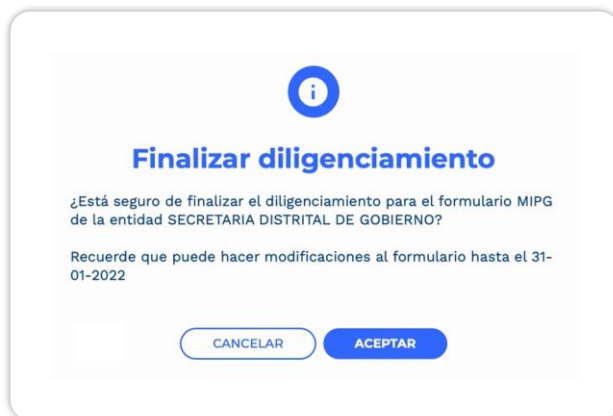 i
Finalizar diligenciamiento
¿Está seguro de finalizar el diligenciamiento para el formulario MIPG
de la entidad SECRETARIA DISTRITAL DE GOBIERNO?
Recuerde que puede hacer modificaciones al formulario hasta el 31-
01-2022
CANCELAR ACEPTAR